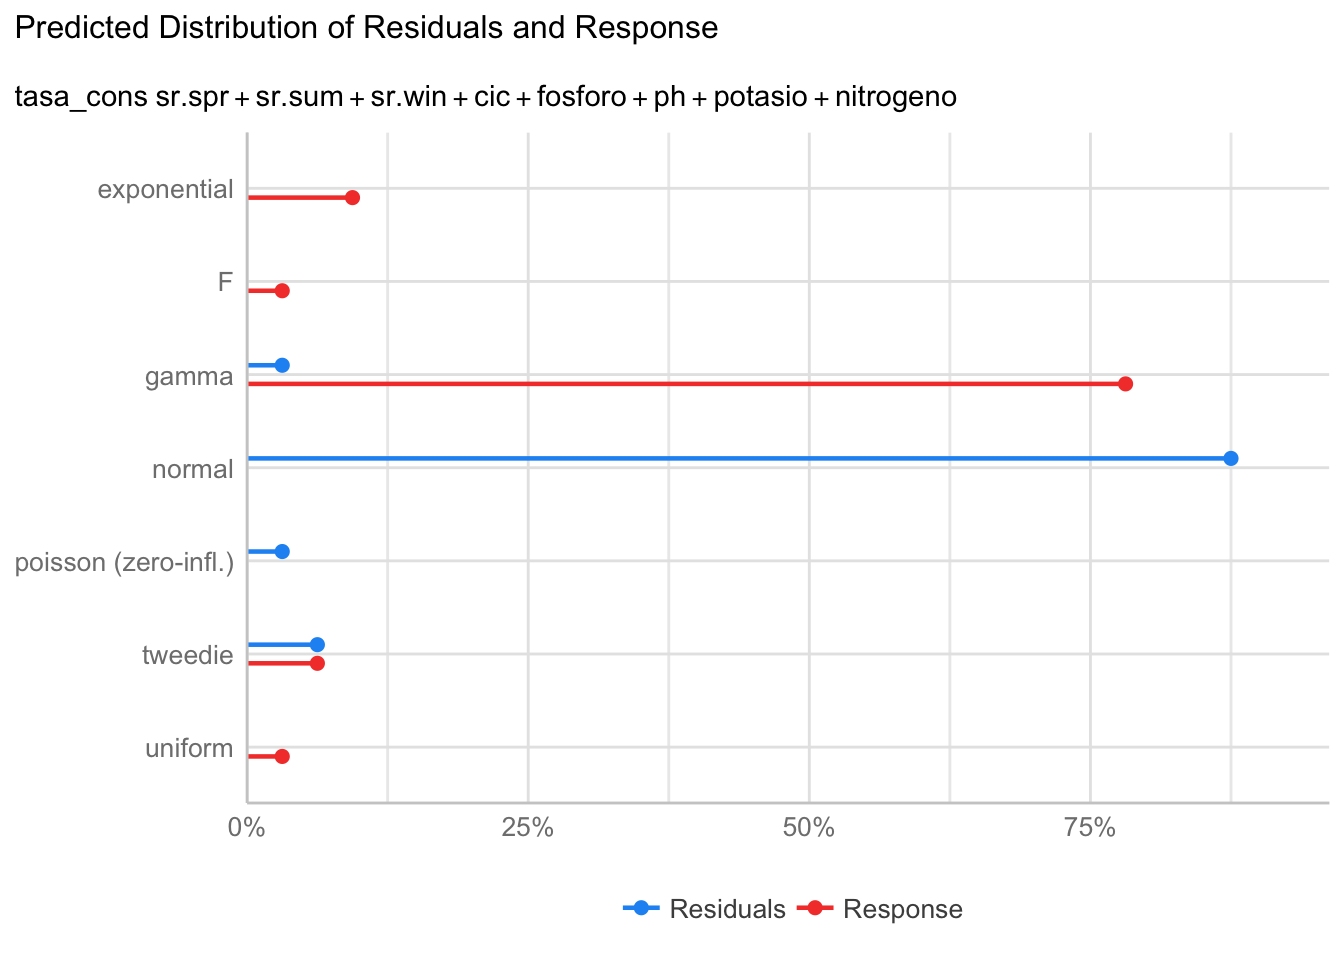 Predicted Distribution of Residuals and Response
tasa_cons sr.spr + sr.sum + sr.win + cic + fosforo + ph + potasio + nitrogeno
exponential
F
gamma
normal
poisson (zero-infl.)
tweedie
uniform
0% 25% 50% 75%
Residuals Response